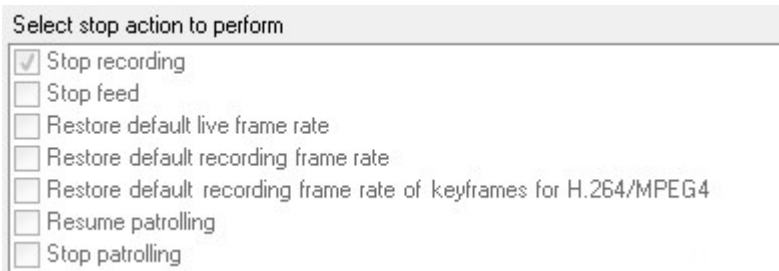 Select stop action to perform
Stop recording
Stop feed
Restore default live frame rate
Restore default recording frame rate
Restore default recording frame rate of keyframes for H.264/MPEG4
Resume patrolling
Stop patrolling